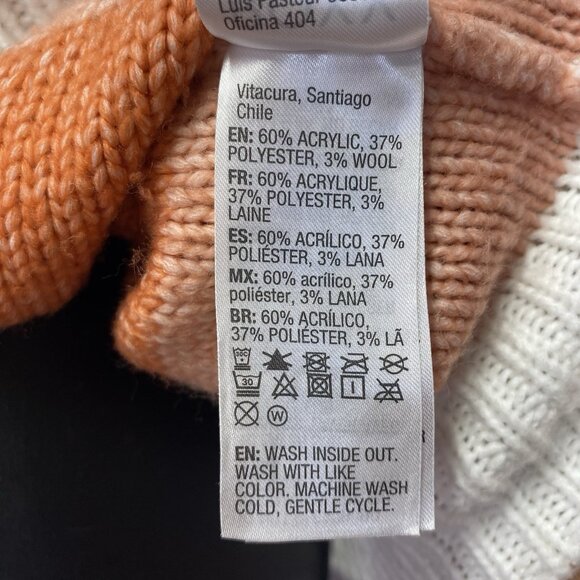 Luis Pasteur
Oficina 404
Vitacura, Santiago
Chile
EN: 60% ACRYLIC, 37%
POLYESTER, 3% WOOL
FR: 60% ACRYLIQUE,
37% POLYESTER, 3%
LAINE
ES: 60% ACRÍLICO, 37%
POLIÉSTER, 3% LANA
MX: 60% acrílico, 37%
poliéster, 3% LANA
BR: 60% ACRÍLICO,
37% POLIÉSTER, 3% LÃ
30
W
EN: WASH INSIDE OUT.
WASH WITH LIKE
COLOR. MACHINE WASH
COLD, GENTLE CYCLE.